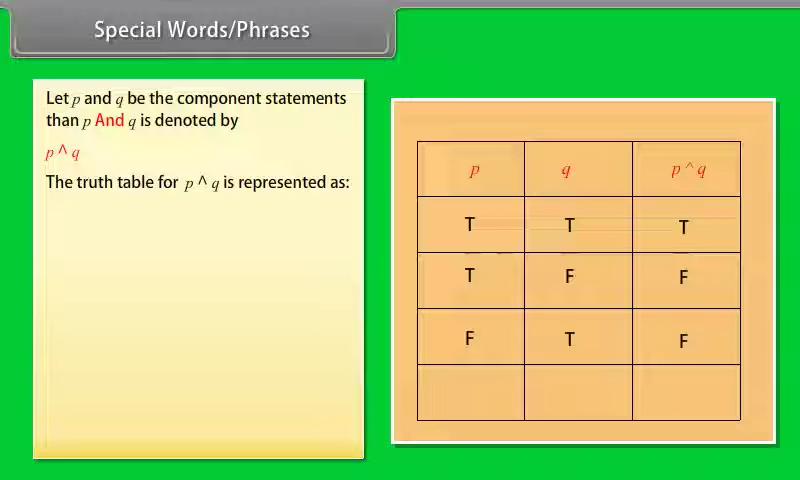 Special Words/Phrases
Let p and q be the component statements
than p And q is denoted by
p ^ q
The truth table for p ^ q is represented as:
p q p ^ q
T T T
T F F
F T F